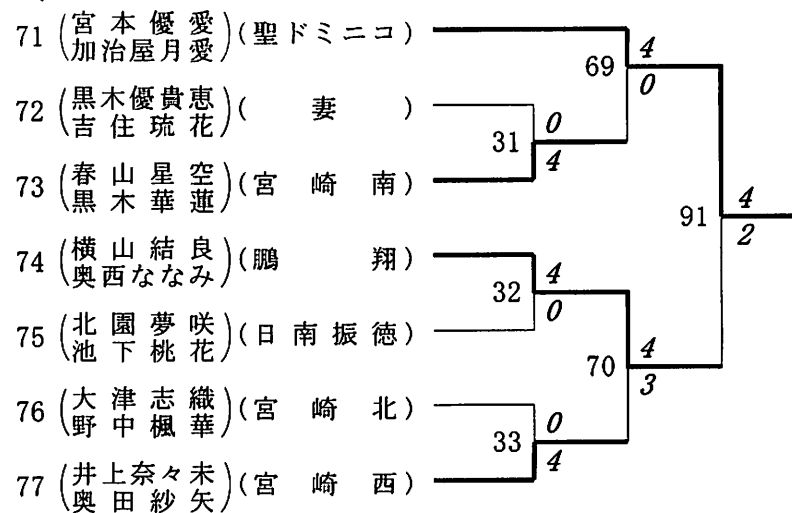 71 (宮本優愛 加治屋月愛)(聖ドミニコ)
4
69
0
72 (黒木優貴恵 吉住琉花)(妻)
0
31
4
73 (春山星空 黒木華蓮)(宮崎南)
4
91
2
74 (横山結良 奥西ななみ)(鵬翔)
4
32
0
75 (北園夢咲 池下桃花)(日南振徳)
4
70
3
76 (大津志織 野中楓華)(宮崎北)
0
33
4
77 (井上奈々未 奥田紗矢)(宮崎西)